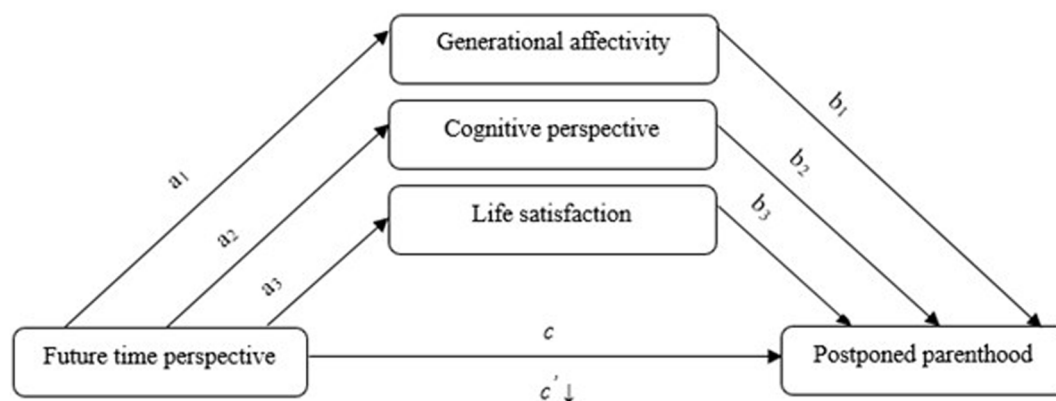 Generational affectivity
b1
Cognitive perspective
b2
a1
Life satisfaction
b3
a2
a3
Future time perspective
c
Postponed parenthood
c' ↓